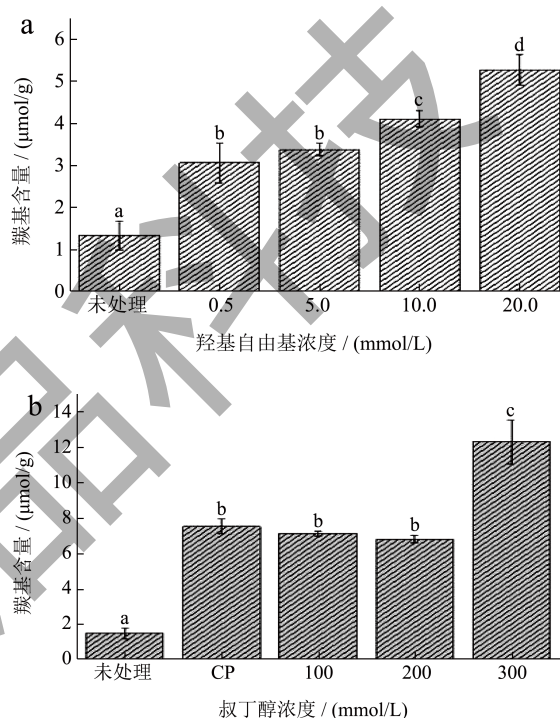 a
羰基含量 / (μmol/g)
6
5
4
3
2
1
0
a
b
b
c
d
未处理 0.5 5.0 10.0 20.0
羟基自由基浓度 / (mmol/L)
b
羰基含量 / (μmol/g)
14
12
10
8
6
4
2
0
a
b
b
b
c
未处理 CP 100 200 300
叔丁醇浓度 / (mmol/L)
品科技